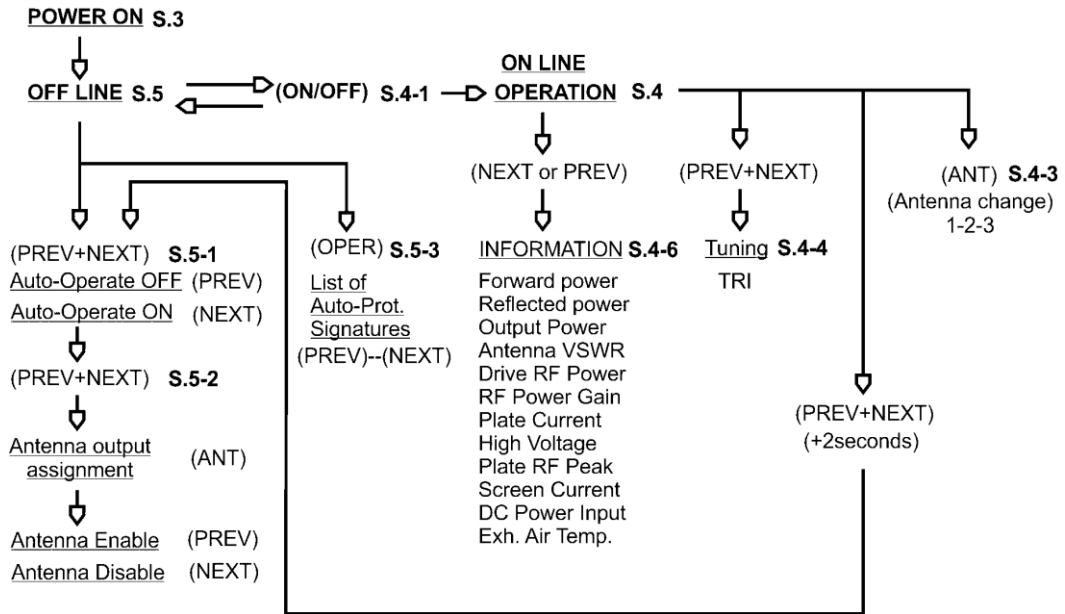 POWER ON S.3
OFF LINE S.5
(ON/OFF) S.4-1
ON LINE
OPERATION S.4
(PREV+NEXT) S.5-1
Auto-Operate OFF (PREV)
Auto-Operate ON (NEXT)
(PREV+NEXT) S.5-2
Antenna output
assignment
(ANT)
Antenna Enable (PREV)
Antenna Disable (NEXT)
(OPER) S.5-3
List of
Auto-Prot.
Signatures
(PREV)--(NEXT)
(NEXT or PREV)
INFORMATION S.4-6
Forward power
Reflected power
Output Power
Antenna VSWR
Drive RF Power
RF Power Gain
Plate Current
High Voltage
Plate RF Peak
Screen Current
DC Power Input
Exh. Air Temp.
(PREV+NEXT)
Tuning S.4-4
TRI
(PREV+NEXT)
(+2seconds)
(ANT) S.4-3
(Antenna change)
1-2-3